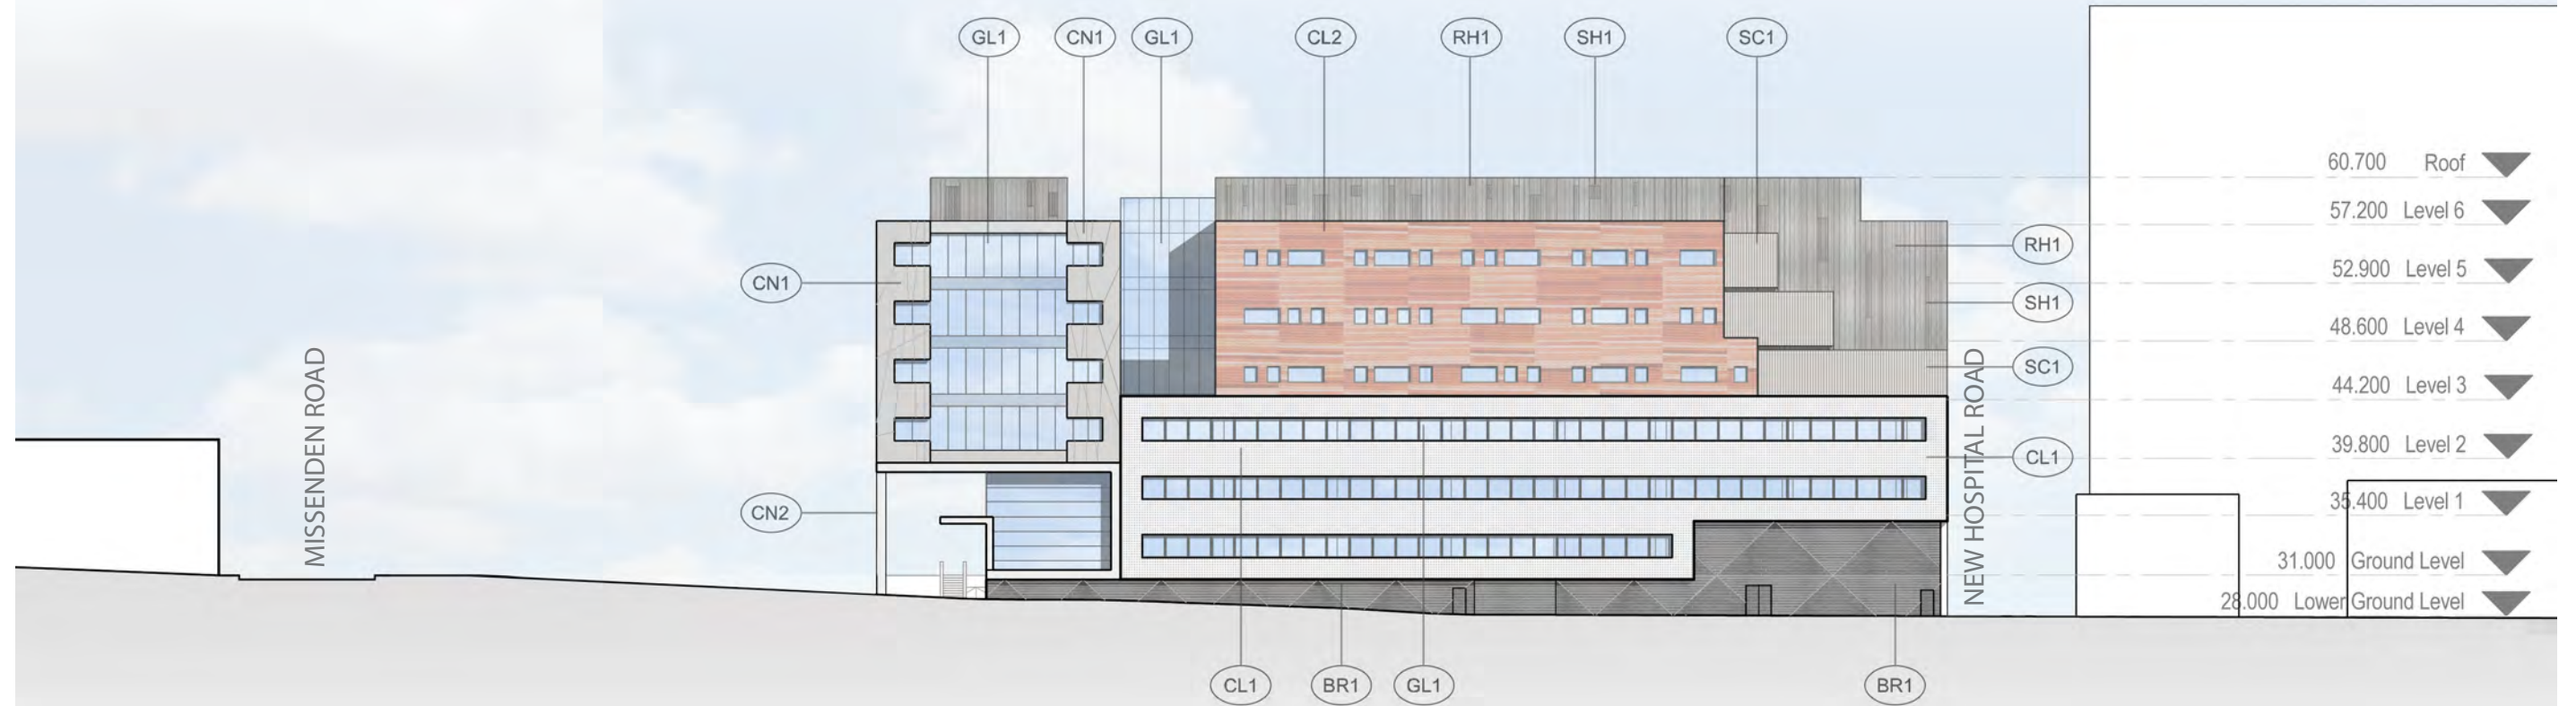 GL1 CN1 GL1 CL2 RH1 SH1 SC1
60.700 Roof
57.200 Level 6
RH1
52.900 Level 5
CN1
SH1
48.600 Level 4
SC1
44.200 Level 3
MISSENDEN ROAD
NEW HOSPITAL ROAD
39.800 Level 2
CL1
35.400 Level 1
CN2
31.000 Ground Level
28.000 Lower Ground Level
CL1 BR1 GL1 BR1